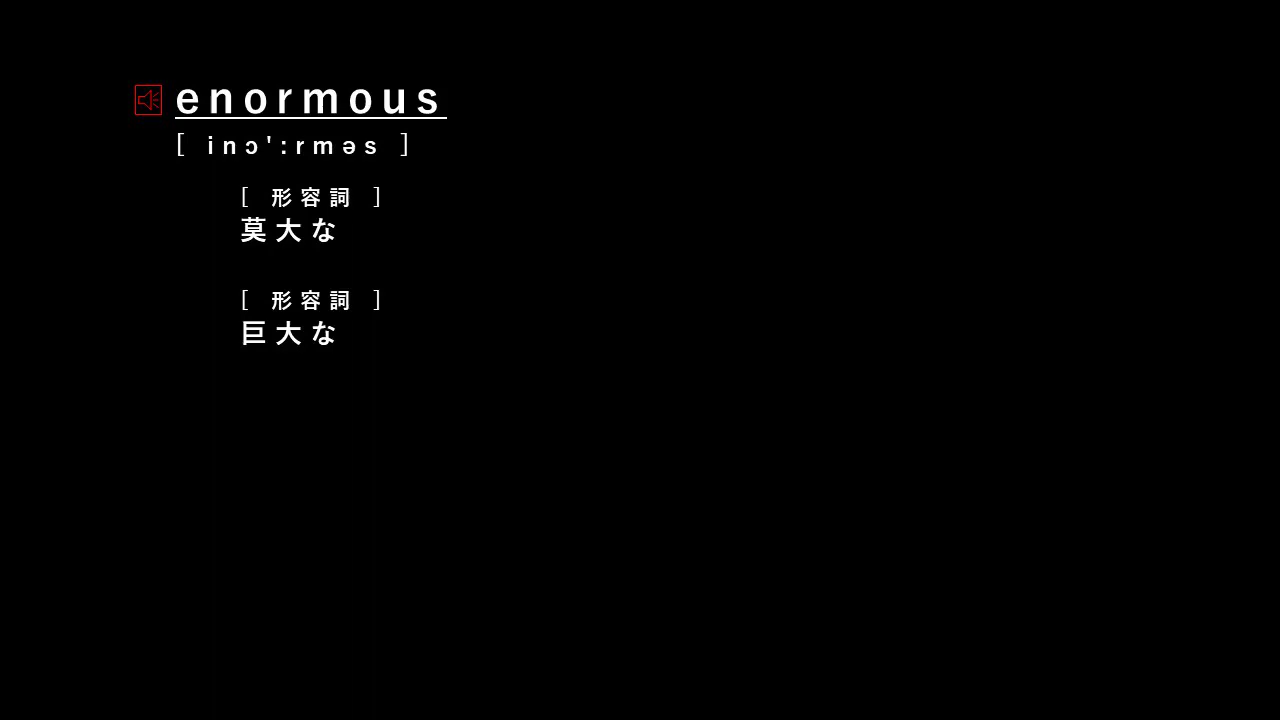 enormous
[ inɔ':rməs ]
[ 形容詞 ]
莫大な
[ 形容詞 ]
巨大な